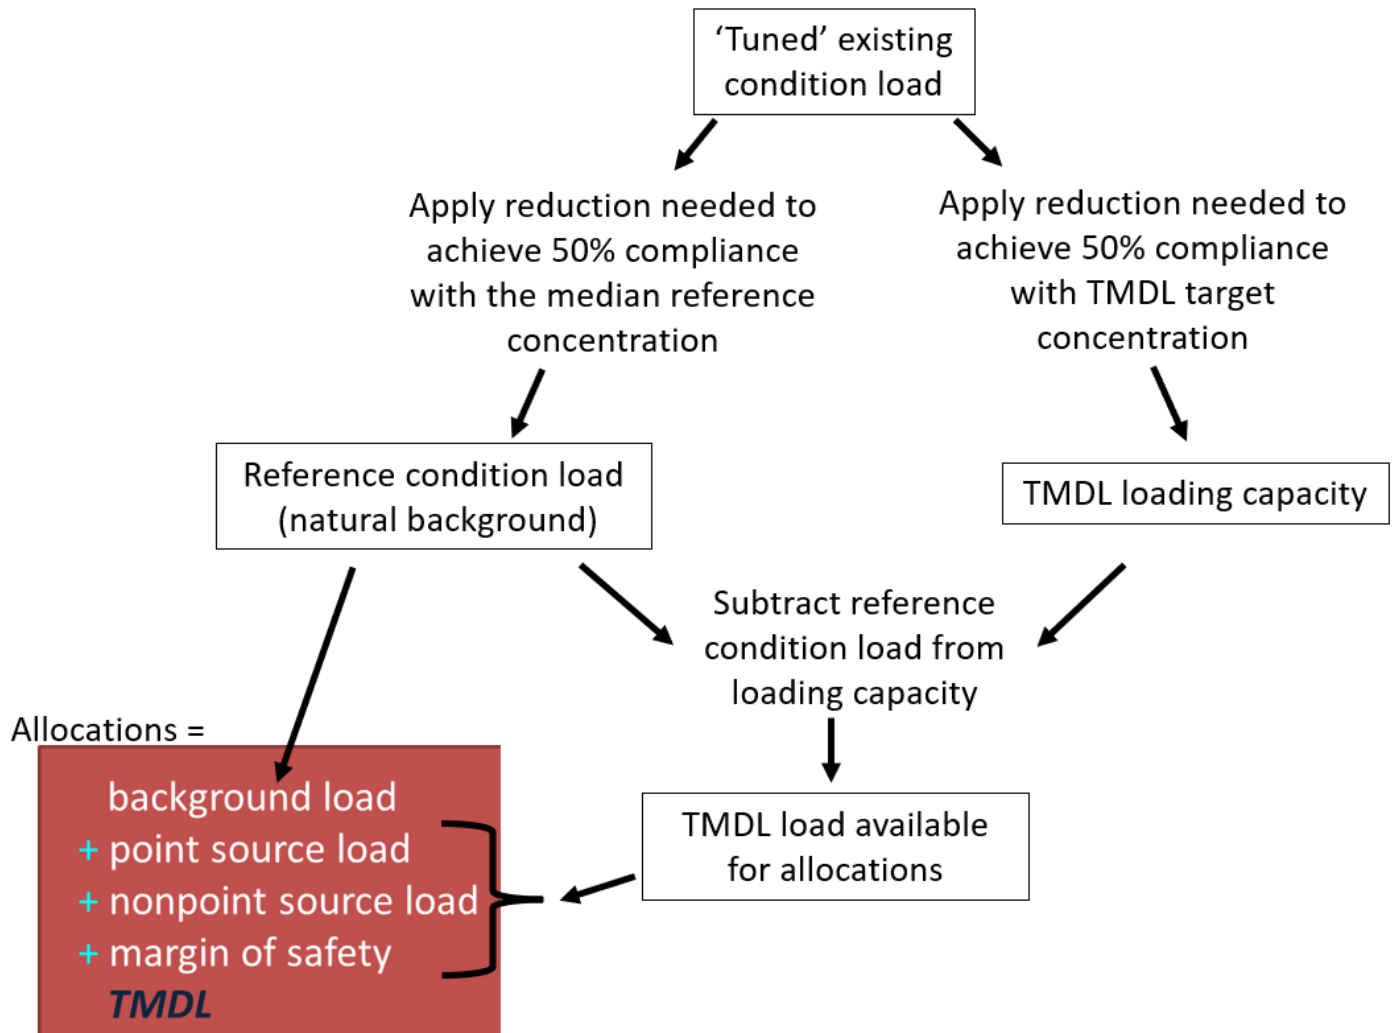 ‘Tuned’ existing
condition load
Apply reduction needed to
achieve 50% compliance
with the median reference
concentration
Apply reduction needed to
achieve 50% compliance
with TMDL target
concentration
Reference condition load
(natural background)
TMDL loading capacity
Subtract reference
condition load from
loading capacity
Allocations =
background load
+ point source load
+ nonpoint source load
+ margin of safety
TMDL
TMDL load available
for allocations